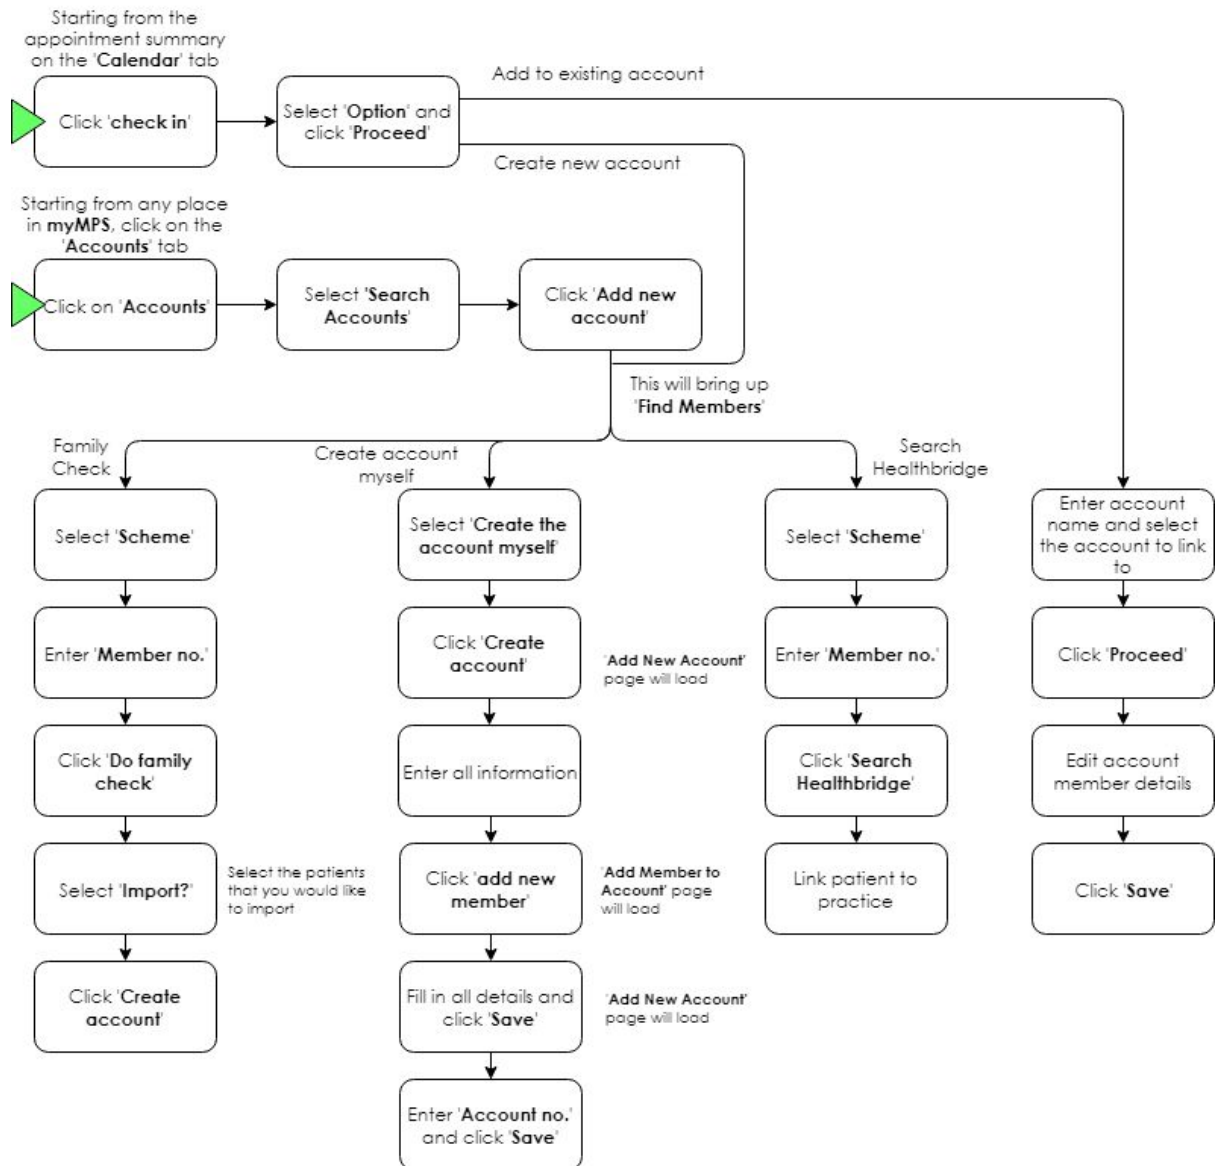 Starting from the
appointment summary
on the 'Calendar' tab
Click 'check in'
Select 'Option' and
click 'Proceed'
Add to existing account
Create new account
Starting from any place
in myMPS, click on the
'Accounts' tab
Click on 'Accounts'
Select 'Search
Accounts'
Click 'Add new
account'
This will bring up
'Find Members'
Family
Check
Select 'Scheme'
Enter 'Member no.'
Click 'Do family
check'
Select 'Import?'
Select the patients
that you would like
to import
Click 'Create
account'
Create account
myself
Select 'Create the
account myself'
Click 'Create
account'
'Add New Account'
page will load
Enter all information
Click 'add new
member'
'Add Member to
Account' page
will load
Fill in all details and
click 'Save'
'Add New Account'
page will load
Enter 'Account no.'
and click 'Save'
Search
Healthbridge
Select 'Scheme'
Enter 'Member no.'
Click 'Search
Healthbridge'
Link patient to
practice
Enter account
name and select
the account to link
to
Click 'Proceed'
Edit account
member details
Click 'Save'